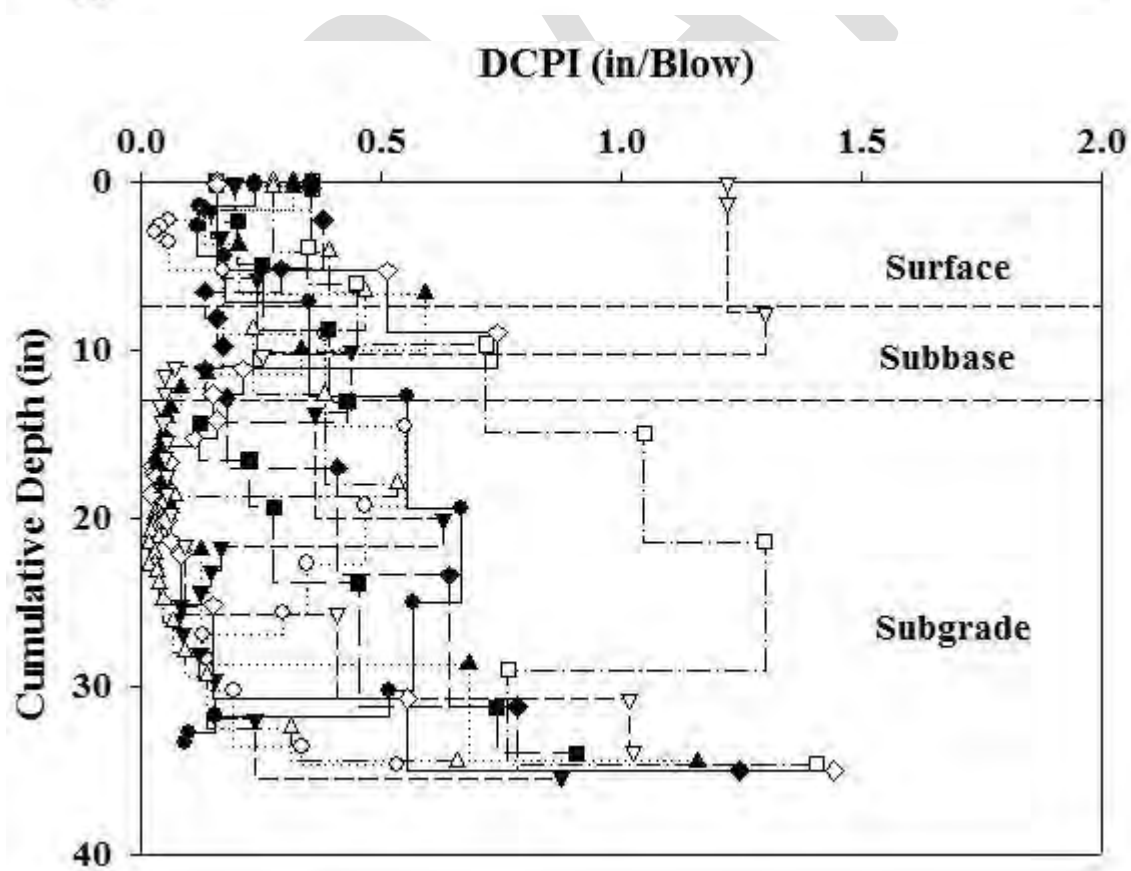 DCPI (in/Blow)
0.0 0.5 1.0 1.5 2.0
0
Surface
Subbase
10
20
Subgrade
30
40
Cumulative Depth (in)